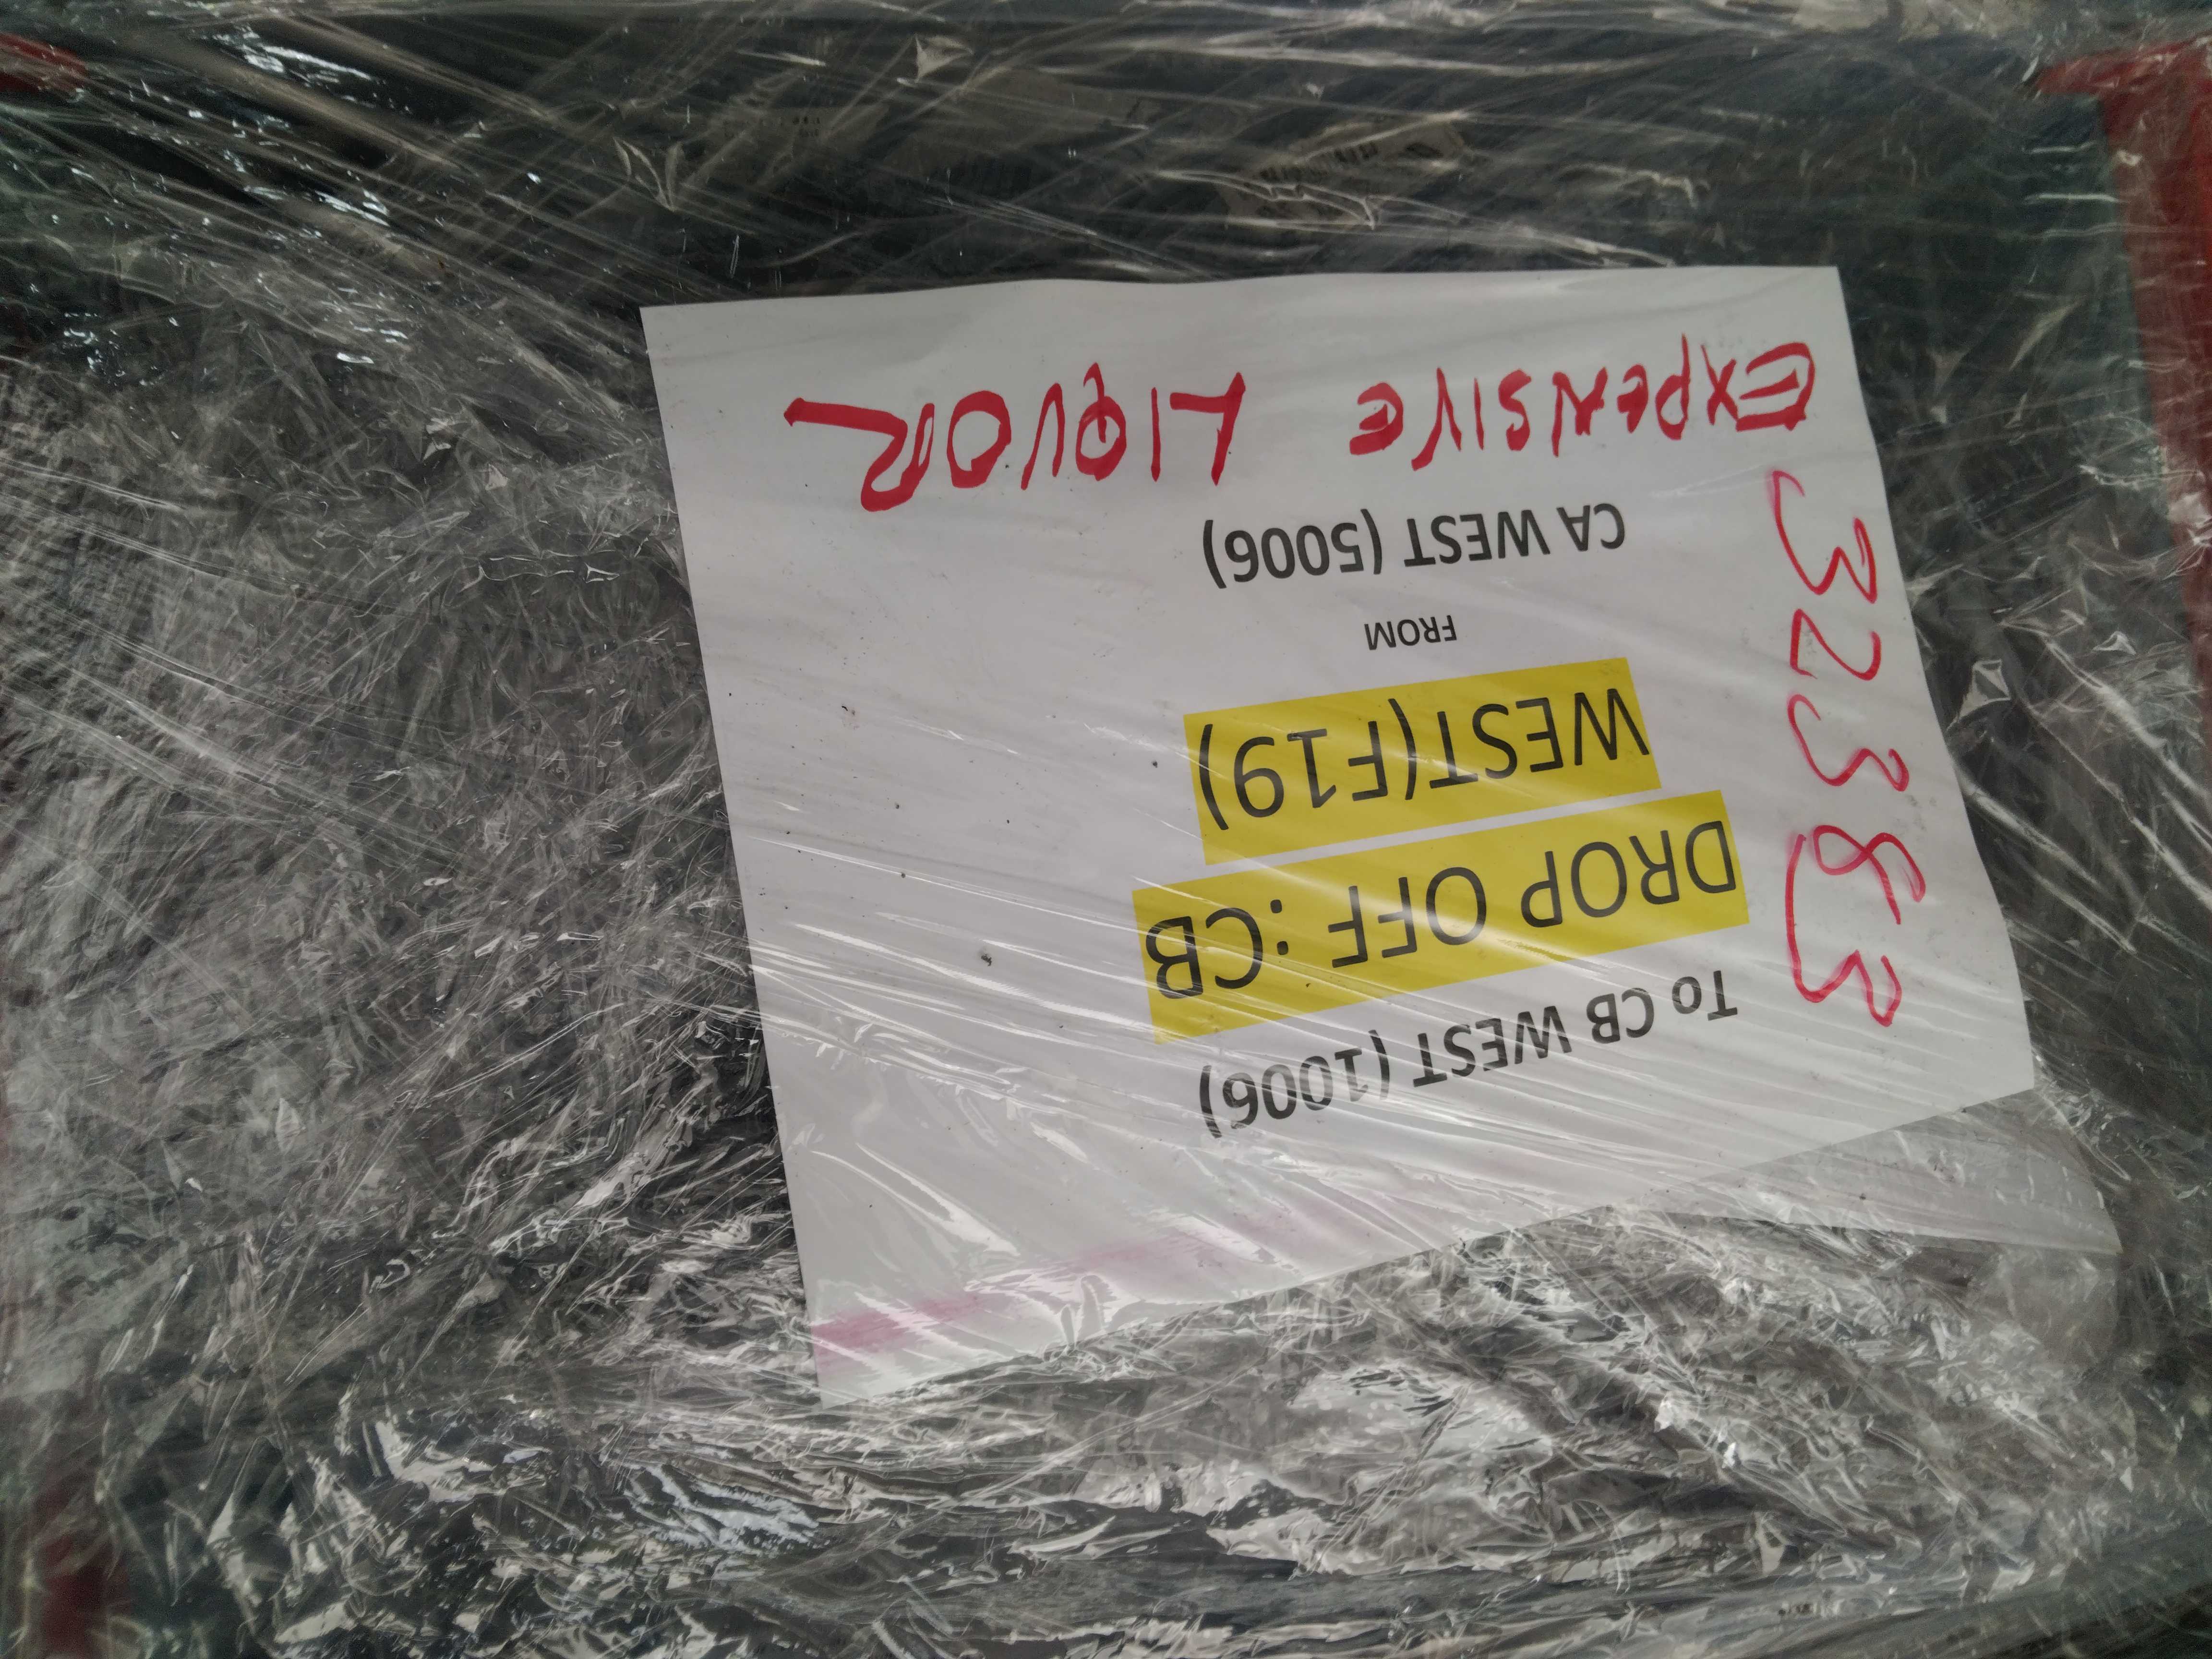 To CB WEST (1006)
DROP OFF : CB
WEST(F19)
FROM
CA WEST (5006)
EXPENSIVE LIQUOR
32383